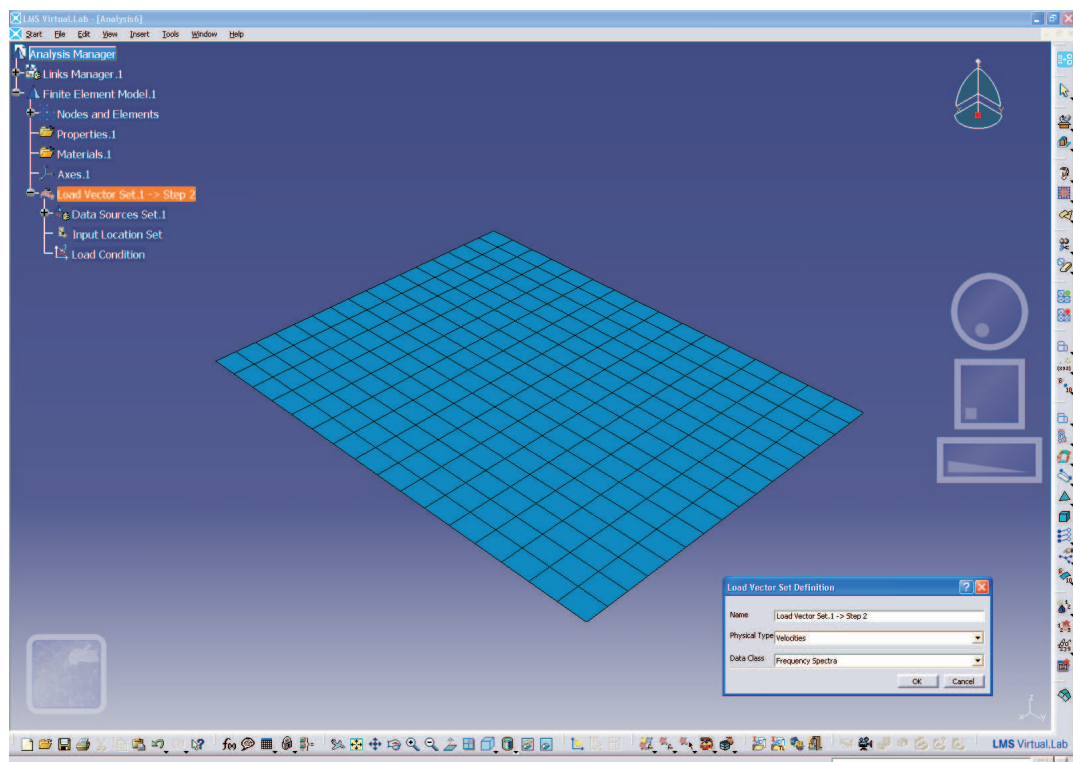 LMS Virtual.Lab - [Analysis6]
Start File Edit View Insert Tools Window Help
Analysis Manager
Links Manager.1
Finite Element Model.1
Nodes and Elements
Properties.1
Materials.1
Axes.1
Load Vector Set.1 -> Step 2
Data Sources Set.1
Input Location Set
Load Condition
Load Vector Set Definition
Name Load Vector Set.1 -> Step 2
Physical Type Velocities
Data Class Frequency Spectra
OK Cancel
LMS Virtual.Lab